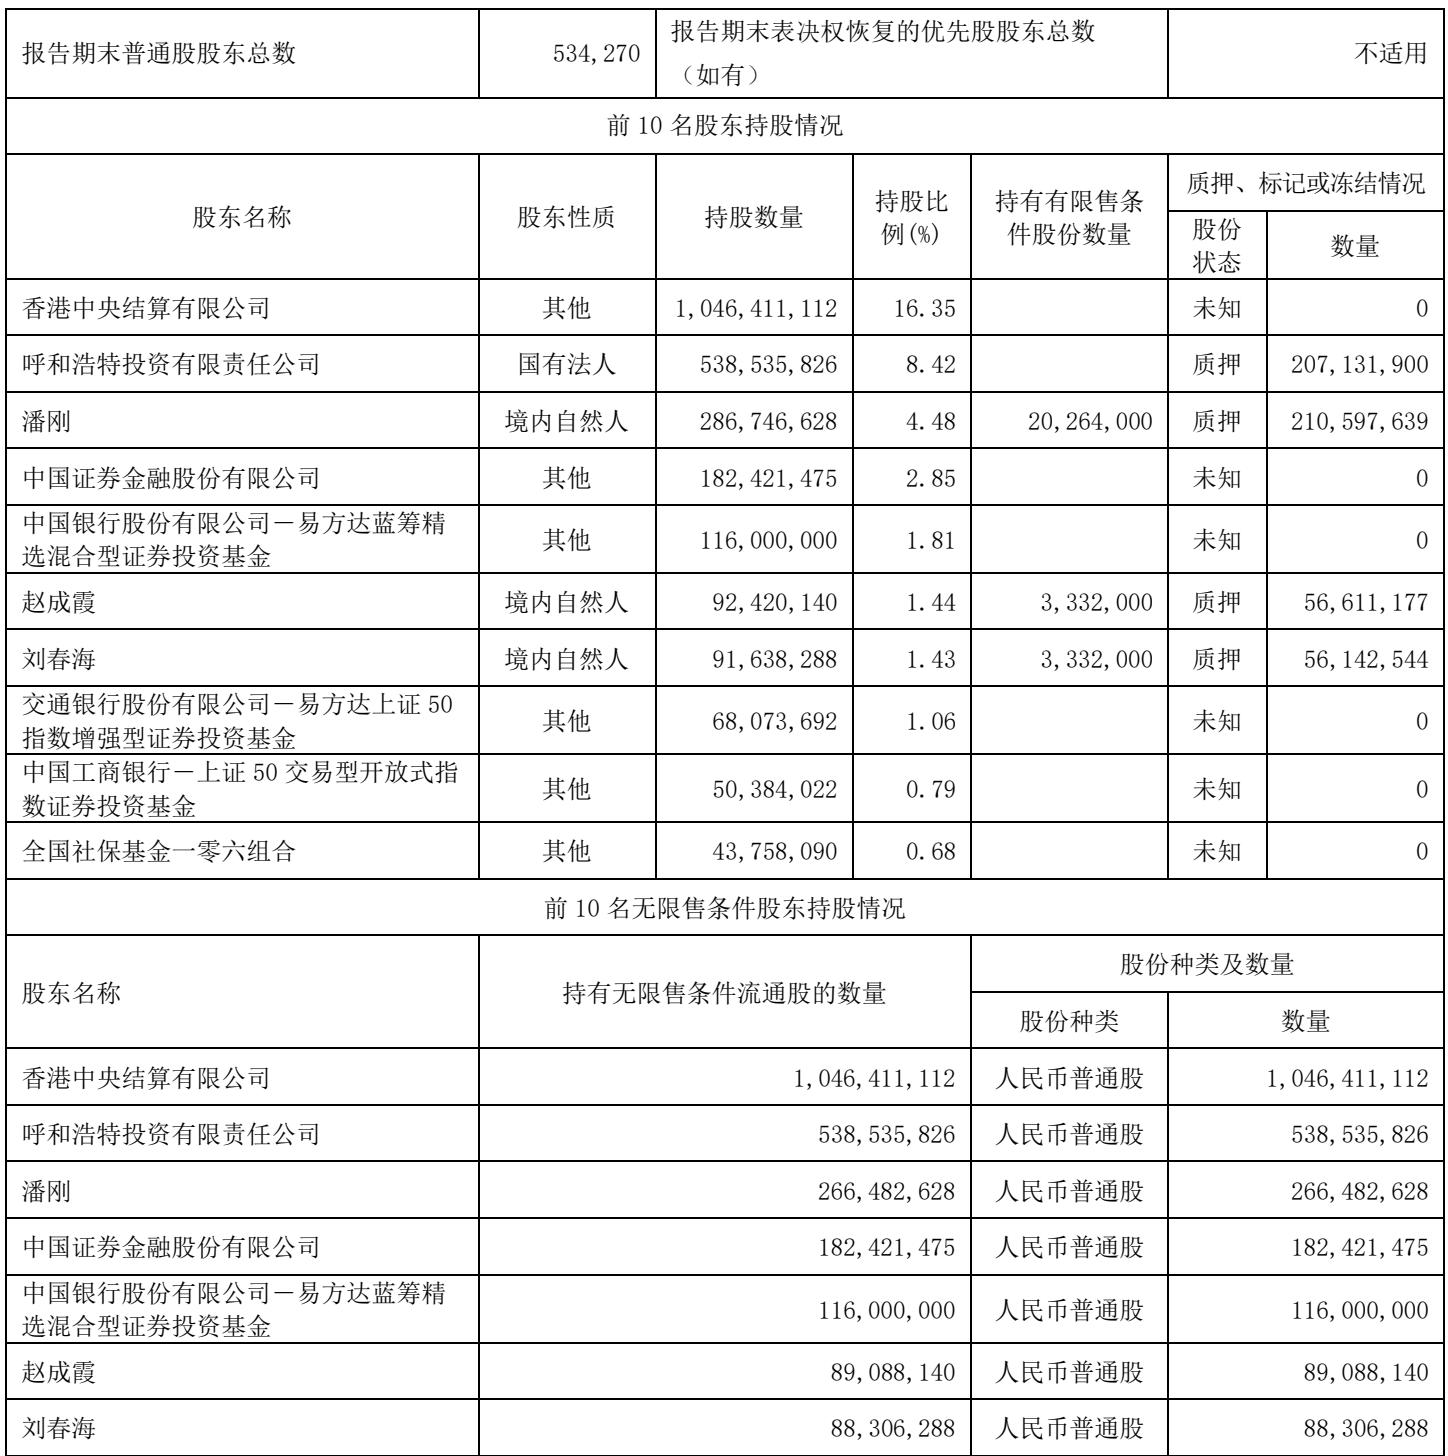 报告期末普通股股东总数 534,270 报告期末表决权恢复的优先股股东总数 不适用
（如有）
前 10 名股东持股情况
股东名称 股东性质 持股数量 持股比 持有有限售条 质押、标记或冻结情况
例(%) 件股份数量 股份 数量
状态
香港中央结算有限公司 其他 1,046,411,112 16.35 未知 0
呼和浩特投资有限责任公司 国有法人 538,535,826 8.42 质押 207,131,900
潘刚 境内自然人 286,746,628 4.48 20,264,000 质押 210,597,639
中国证券金融股份有限公司 其他 182,421,475 2.85 未知 0
中国银行股份有限公司－易方达蓝筹精 其他 116,000,000 1.81 未知 0
选混合型证券投资基金
赵成霞 境内自然人 92,420,140 1.44 3,332,000 质押 56,611,177
刘春海 境内自然人 91,638,288 1.43 3,332,000 质押 56,142,544
交通银行股份有限公司－易方达上证 50 其他 68,073,692 1.06 未知 0
指数增强型证券投资基金
中国工商银行－上证 50 交易型开放式指 其他 50,384,022 0.79 未知 0
数证券投资基金
全国社保基金一零六组合 其他 43,758,090 0.68 未知 0
前 10 名无限售条件股东持股情况
股东名称 持有无限售条件流通股的数量 股份种类及数量
股份种类 数量
香港中央结算有限公司 1,046,411,112 人民币普通股 1,046,411,112
呼和浩特投资有限责任公司 538,535,826 人民币普通股 538,535,826
潘刚 266,482,628 人民币普通股 266,482,628
中国证券金融股份有限公司 182,421,475 人民币普通股 182,421,475
中国银行股份有限公司－易方达蓝筹精 116,000,000 人民币普通股 116,000,000
选混合型证券投资基金
赵成霞 89,088,140 人民币普通股 89,088,140
刘春海 88,306,288 人民币普通股 88,306,288